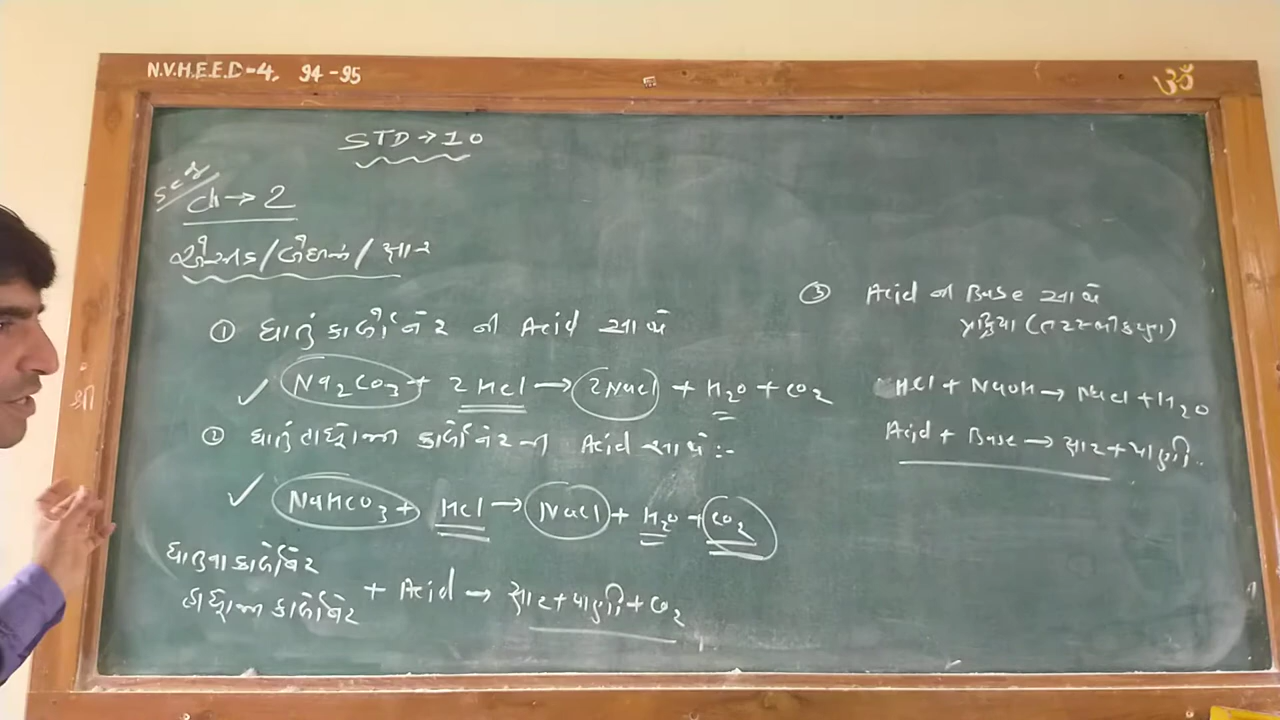 N.V.H.E.E.D-4, 94-95
ૐ
શ્રી
STD → 10
Sci
Ch → 2
એસિડ/બેઇઝ/ક્ષાર
① ધાતુ કાર્બોનેટ ની Acid સાથે
Na₂CO₃ + 2HCl → 2NaCl + H₂O + CO₂
② ધાતુ હાઇડ્રોજન કાર્બોનેટ ની Acid સાથે :-
NaHCO₃ + HCl → NaCl + H₂O + CO₂
ધાતુના કાર્બોનેટ
હાઇડ્રોજન કાર્બોનેટ + Acid → ક્ષાર + પાણી + CO₂
③ Acid ની Base સાથે
પ્રક્રિયા (તટસ્થીકરણ)
HCl + NaOH → NaCl + H₂O
Acid + Base → ક્ષાર + પાણી..